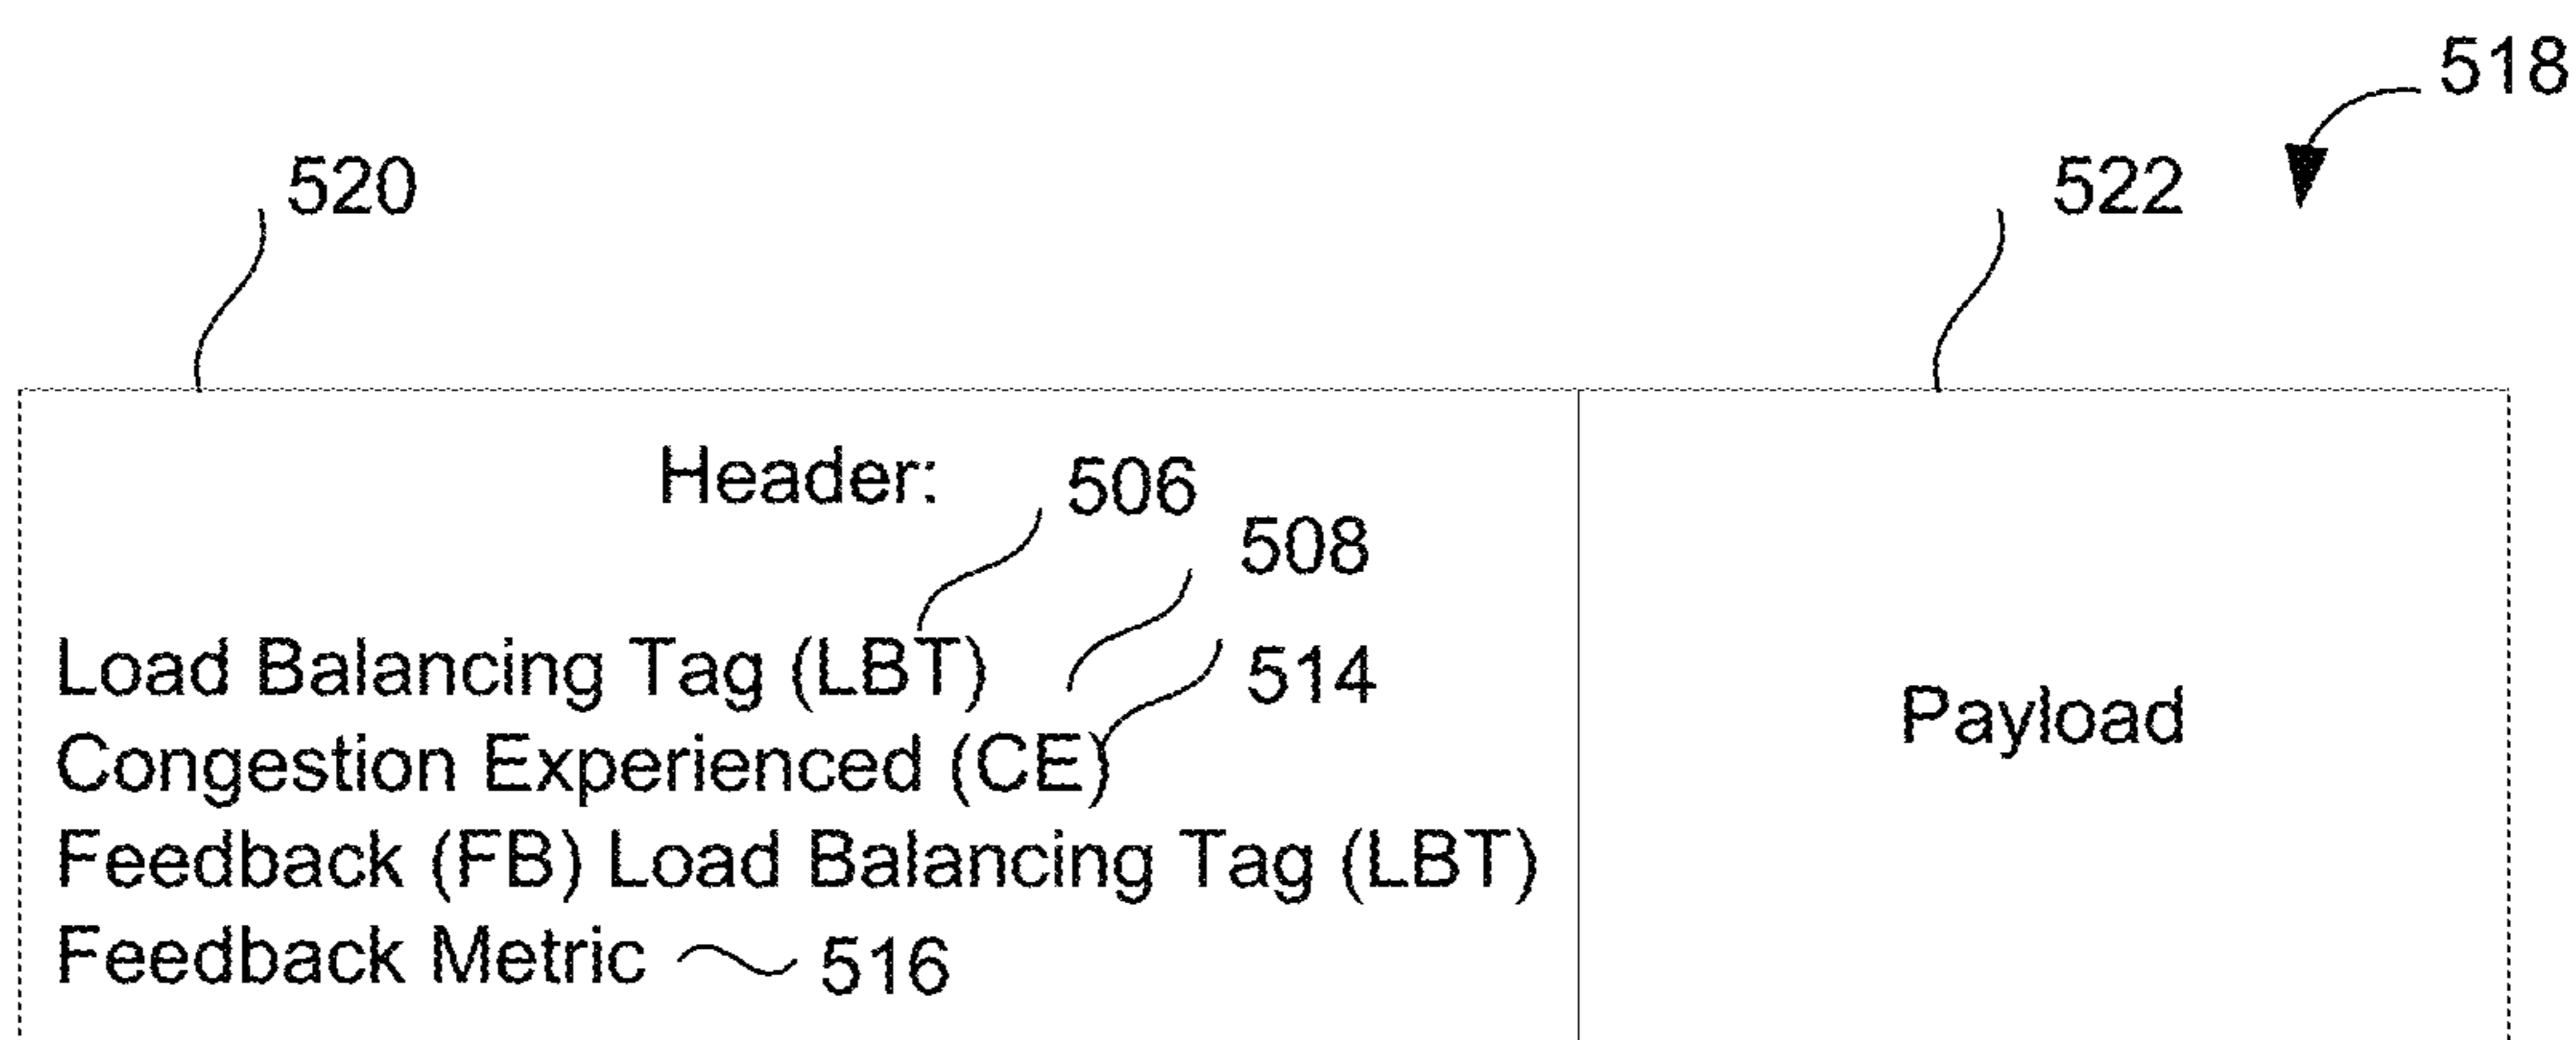 518
520
522
Header:
506
508
Load Balancing Tag (LBT)
514
Congestion Experienced (CE)
Payload
Feedback (FB) Load Balancing Tag (LBT)
Feedback Metric
516